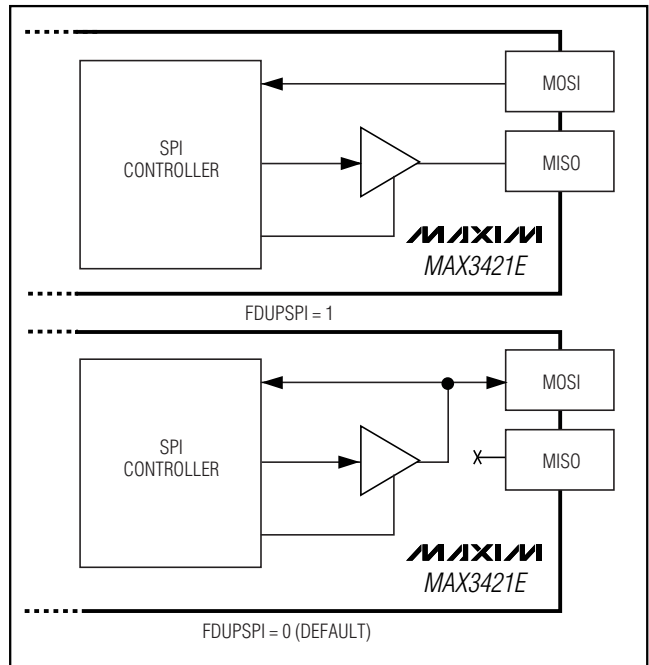 MOSI
SPI
CONTROLLER
MISO
MAXIM
MAX3421E
FDUPSPI = 1
MOSI
SPI
CONTROLLER
MISO
MAXIM
MAX3421E
FDUPSPI = 0 (DEFAULT)